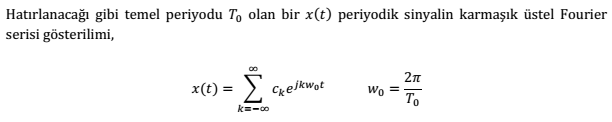 Hatırlanacağı gibi temel periyodu T₀ olan bir x(t) periyodik sinyalin karmaşık üstel Fourier
serisi gösterilimi,
x(t) = ∑_{k=-∞}^{∞} c_k e^{jkw₀t}    w₀ = 2π/T₀